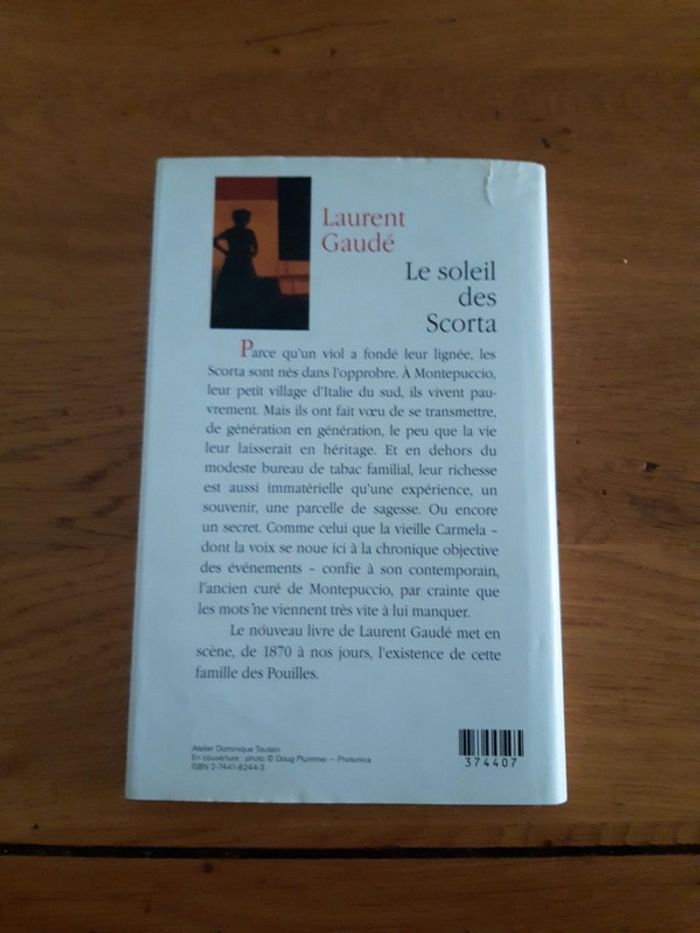 Laurent
Gaudé
Le soleil
des
Scorta
Parce qu'un viol a fondé leur lignée, les
Scorta sont nés dans l'opprobre. À Montepuccio,
leur petit village d'Italie du sud, ils vivent pau-
vrement. Mais ils ont fait vœu de se transmettre,
de génération en génération, le peu que la vie
leur laisserait en héritage. Et en dehors du
modeste bureau de tabac familial, leur richesse
est aussi immatérielle qu'une expérience, un
souvenir, une parcelle de sagesse. Ou encore
un secret. Comme celui que la vieille Carmela –
dont la voix se noue ici à la chronique objective
des événements – confie à son contemporain,
l'ancien curé de Montepuccio, par crainte que
les mots ne viennent très vite à lui manquer.
Le nouveau livre de Laurent Gaudé met en
scène, de 1870 à nos jours, l'existence de cette
famille des Pouilles.
Atelier Dominique Toutain
En couverture : photo © Doug Plummer – Photonica
ISBN 2-7441-8244-3
374407